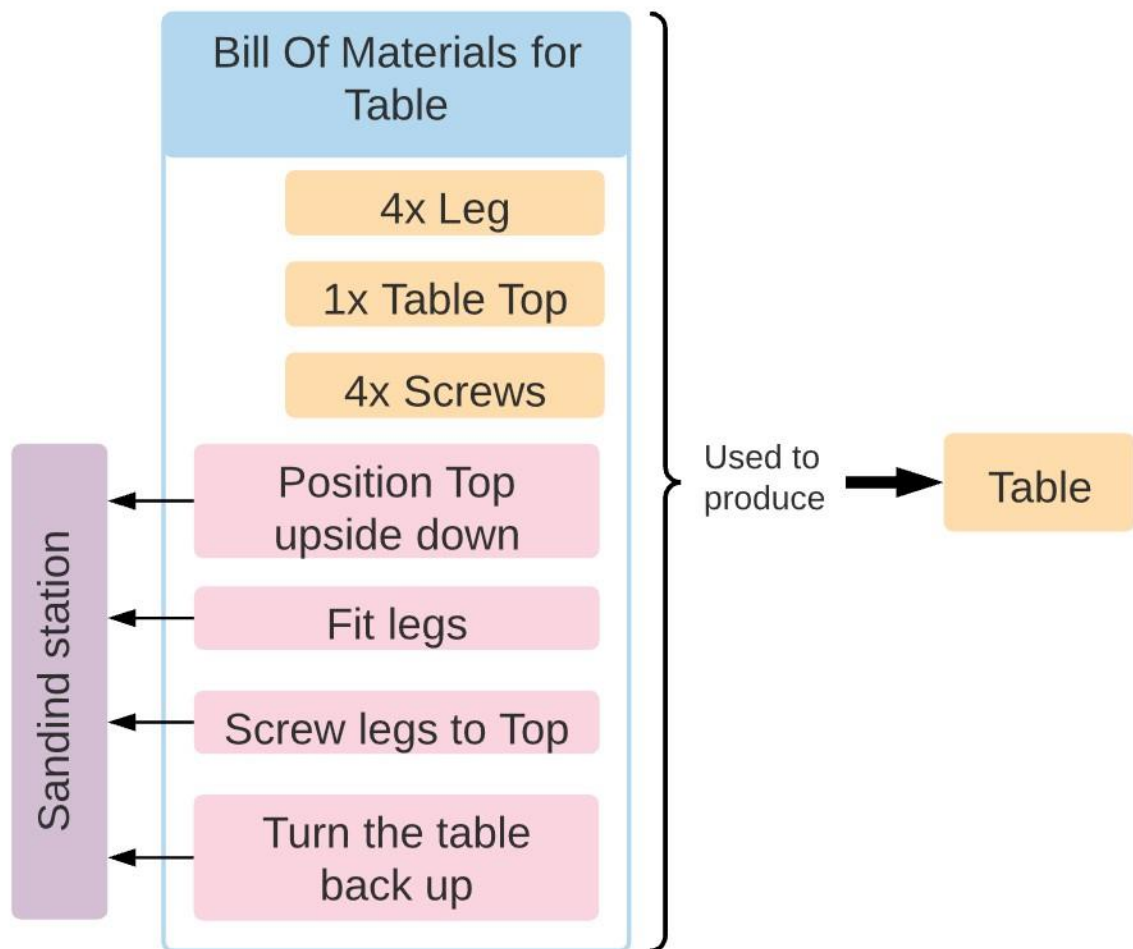 Bill Of Materials for
Table
4x Leg
1x Table Top
4x Screws
Position Top
upside down
Fit legs
Screw legs to Top
Turn the table
back up
Sandind station
Used to
produce
Table